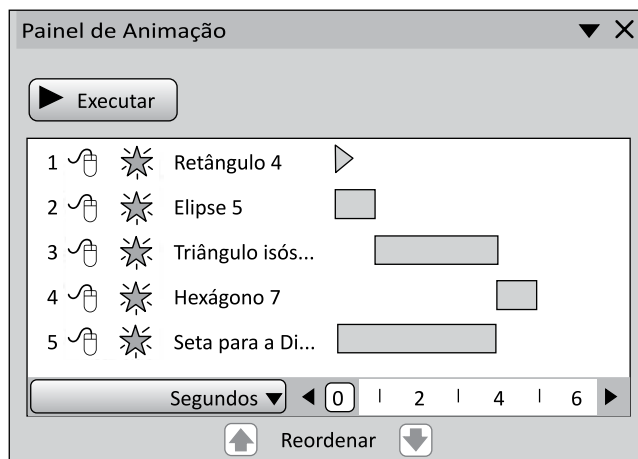 Painel de Animação
Executar
1 Retângulo 4
2 Elipse 5
3 Triângulo isós...
4 Hexágono 7
5 Seta para a Di...
Segundos 0 2 4 6
Reordenar